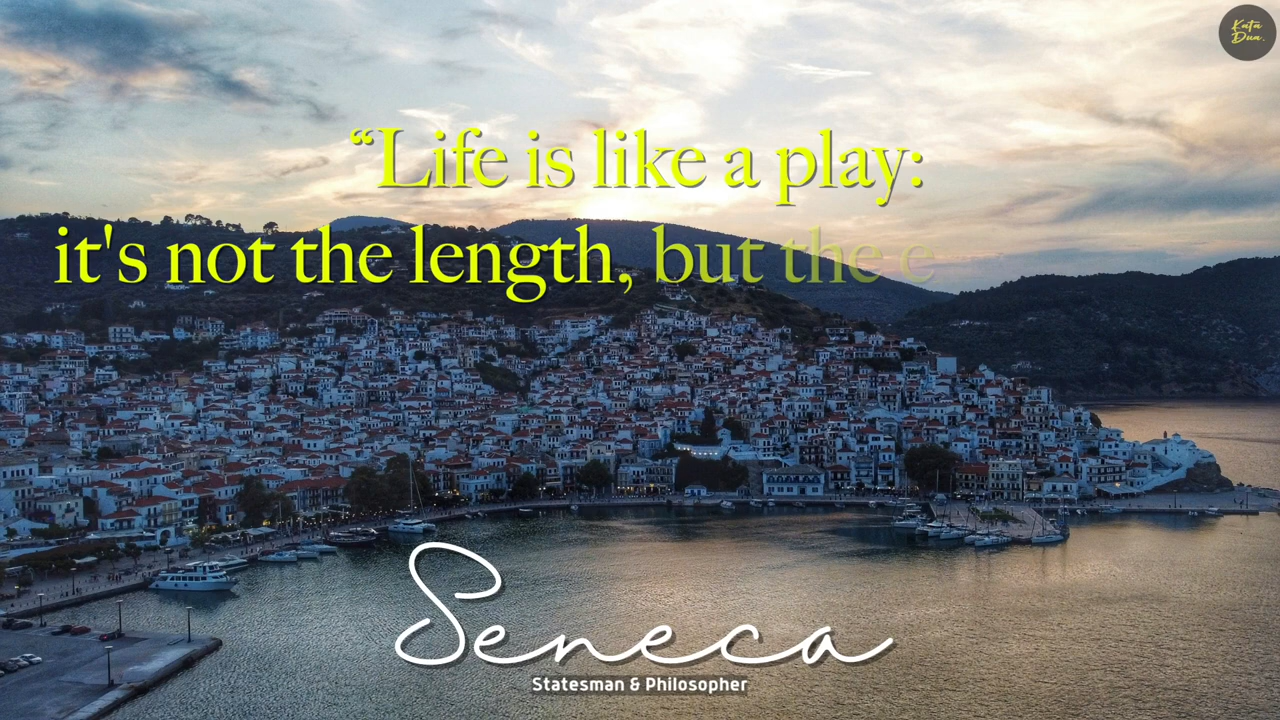 Kata
Dua.
“Life is like a play:
it's not the length, but the e
Seneca
Statesman & Philosopher